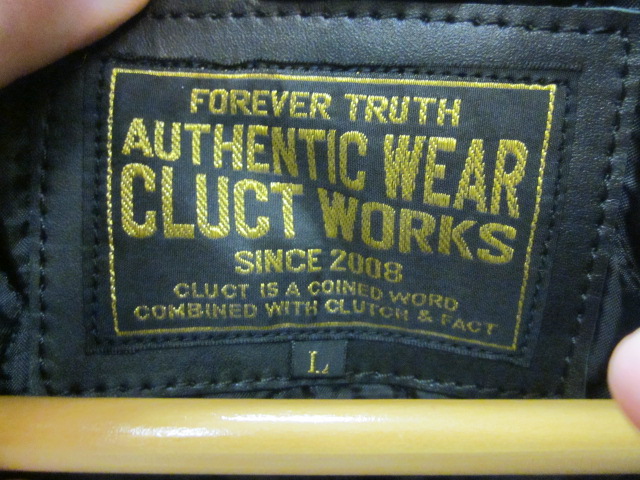 FOREVER TRUTH
AUTHENTIC WEAR
CLUCT WORKS
SINCE 2008
CLUCT IS A COINED WORD
COMBINED WITH CLUTCH & FACT
L